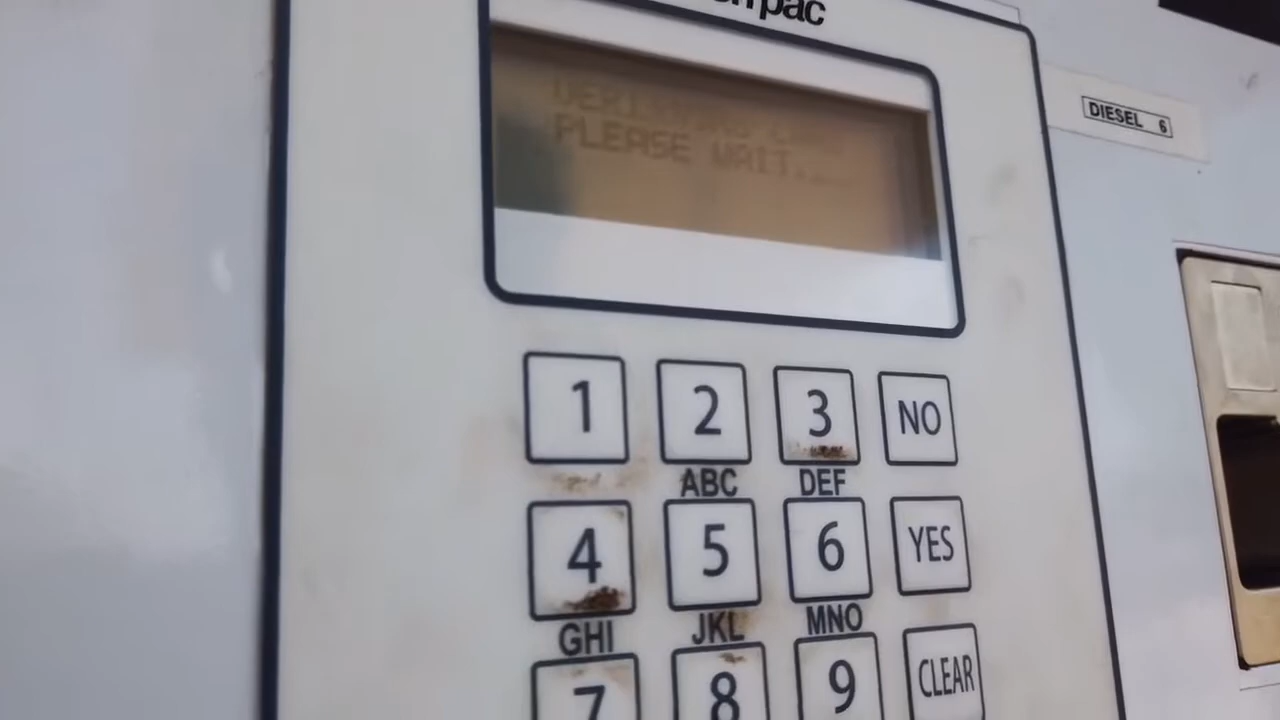 DIESEL 6
PLEASE WAIT...
1 2 3 NO
ABC DEF
4 5 6 YES
GHI JKL MNO
7 8 9 CLEAR